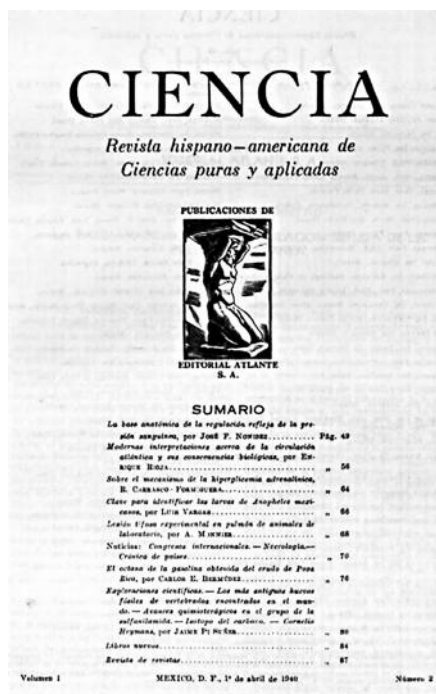 CIENCIA
Revista hispano-americana de
Ciencias puras y aplicadas
PUBLICACIONES DE
EDITORIAL ATLANTE
S. A.
SUMARIO
La base anatómica de la regulación refleja de la pre-
sión sanguínea, por JOSÉ F. NONIDEZ.......... Pág. 49
Modernas interpretaciones acerca de la circulación
atlántica y sus consecuencias biológicas, por EN-
RIQUE RIOJA.......... „ 56
Sobre el mecanismo de la hiperglicemia adrenalínica,
R. CARRASCO-FORMIGUERA.......... „ 64
Clave para identificar las larvas de Anopheles mexi-
canos, por LUIS VARGAS.......... „ 66
Lesión tifosa experimental en pulmón de animales de
laboratorio, por A. MONNIER.......... „ 68
Noticias: Congresos internacionales.—Necrología.—
Crónica de países.......... „ 70
El octano de la gasolina obtenida del crudo de Poza
Rica, por CARLOS E. BERMÚDEZ.......... „ 76
Exploraciones científicas.—Los más antiguos huesos
fósiles de vertebrados encontrados en el mun-
do.—Avances quimioterápicos en el grupo de la
sulfanilamida.—Isotopo del carbono.—Cornelio
Heymans, por JAIME PI SUÑER.......... „ 80
Libros nuevos.......... „ 84
Revista de revistas.......... „ 87
Volumen I MEXICO, D. F., 1º de abril de 1940 Número 2